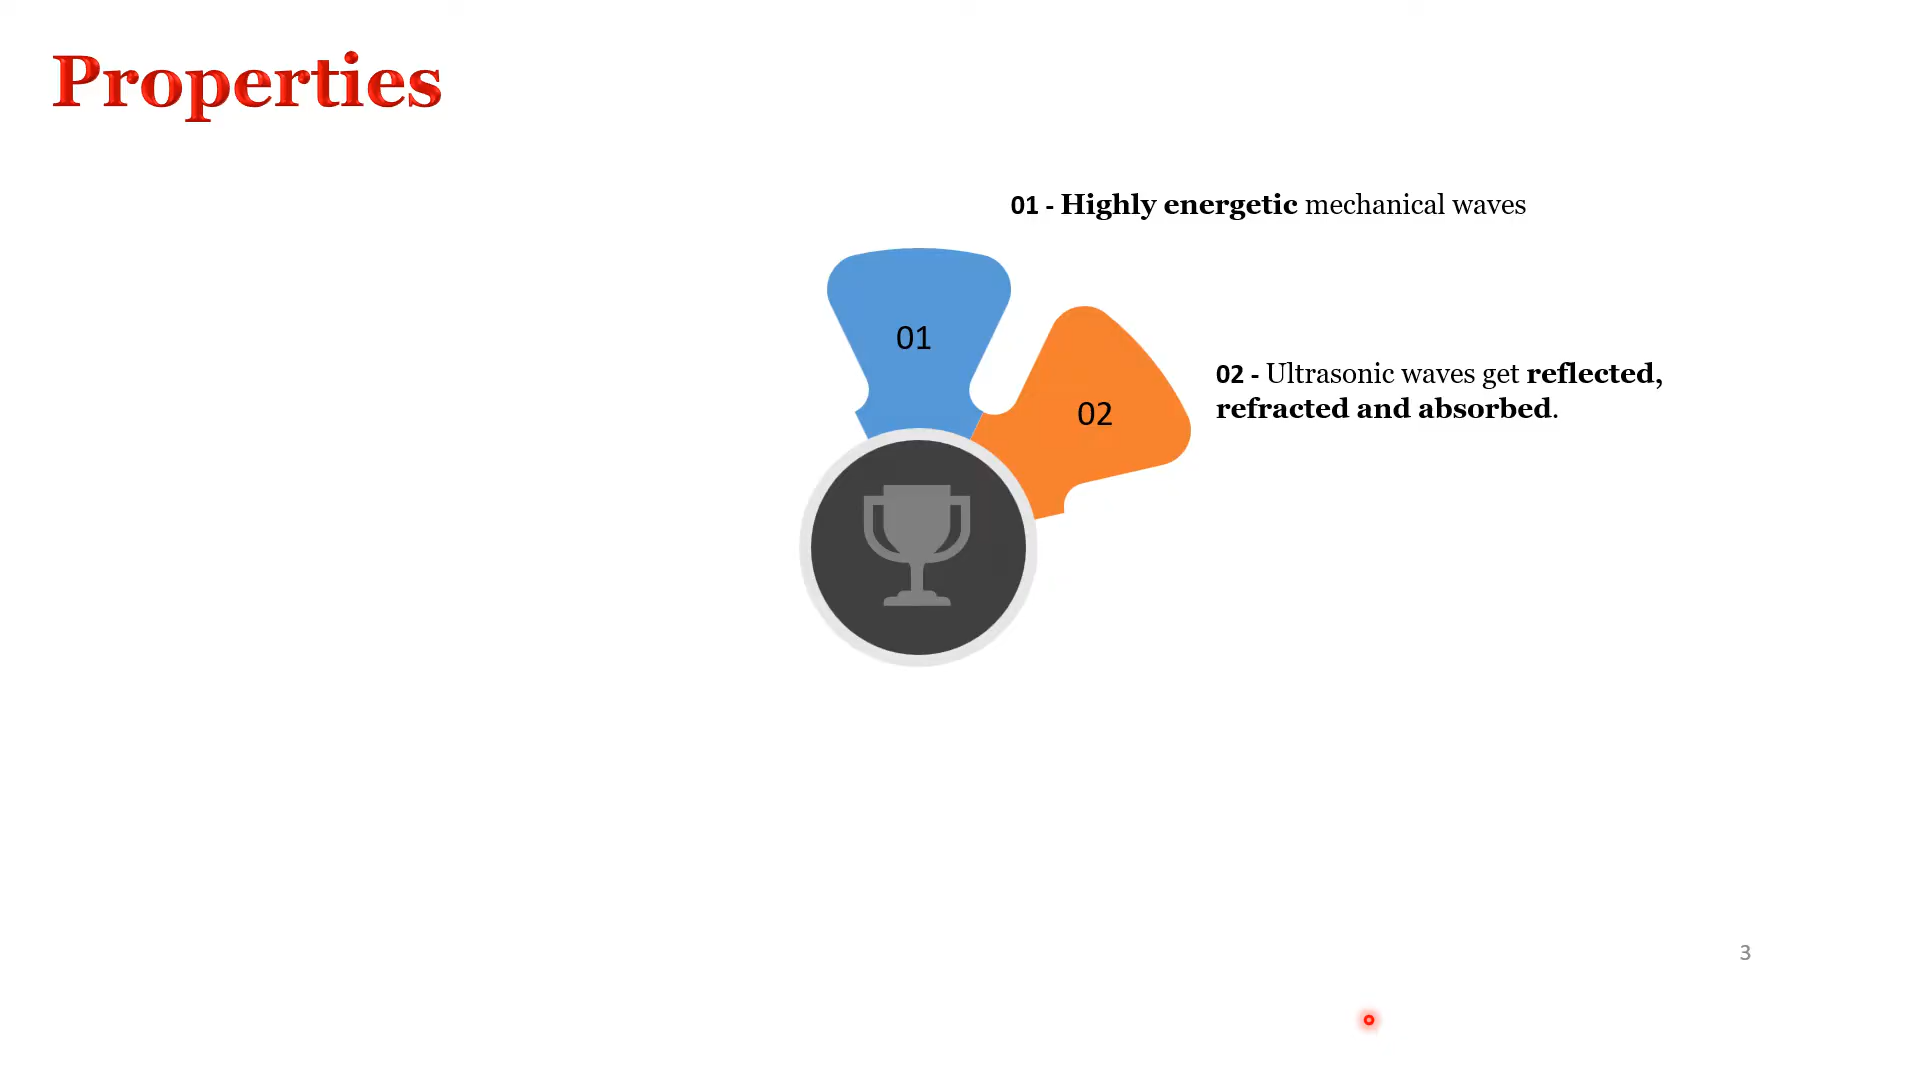 Properties
01 - Highly energetic mechanical waves
01
02 - Ultrasonic waves get reflected,
refracted and absorbed.
02
3